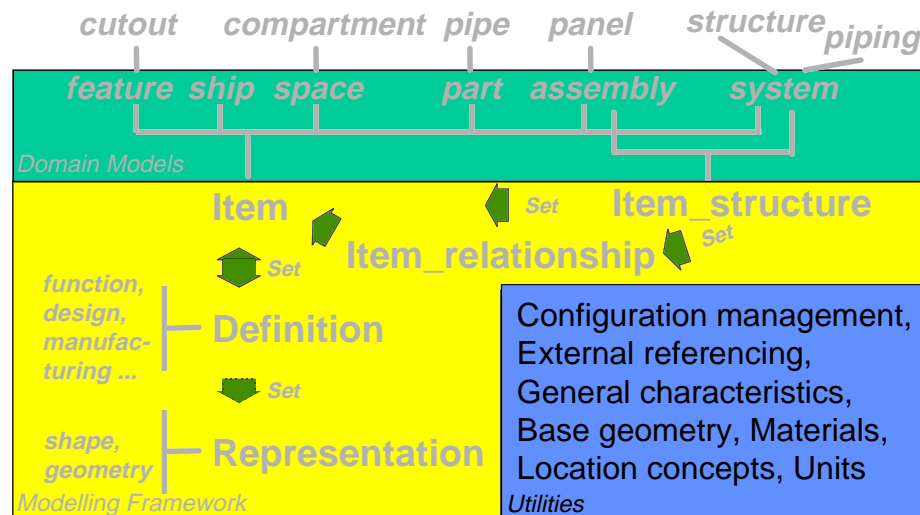 cutout compartment pipe panel structure piping
feature ship space part assembly system
Domain Models
Item Set Item_structure
Item_relationship Set
Set
function,
design,
manufac-
turing ...
Definition
Set
shape,
geometry
Representation
Modelling Framework
Configuration management,
External referencing,
General characteristics,
Base geometry, Materials,
Location concepts, Units
Utilities